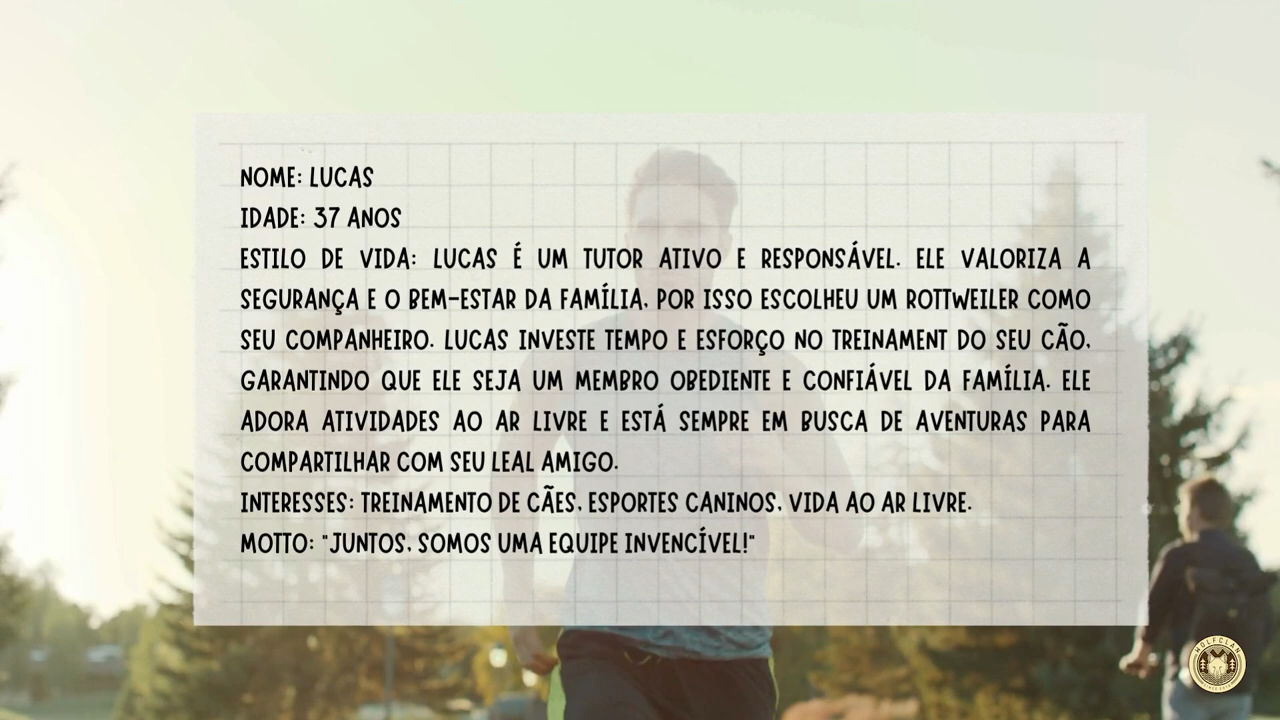 NOME: LUCAS
IDADE: 37 ANOS
ESTILO DE VIDA: LUCAS É UM TUTOR ATIVO E RESPONSÁVEL. ELE VALORIZA A
SEGURANÇA E O BEM-ESTAR DA FAMÍLIA, POR ISSO ESCOLHEU UM ROTTWEILER COMO
SEU COMPANHEIRO. LUCAS INVESTE TEMPO E ESFORÇO NO TREINAMENT DO SEU CÃO,
GARANTINDO QUE ELE SEJA UM MEMBRO OBEDIENTE E CONFIÁVEL DA FAMÍLIA. ELE
ADORA ATIVIDADES AO AR LIVRE E ESTÁ SEMPRE EM BUSCA DE AVENTURAS PARA
COMPARTILHAR COM SEU LEAL AMIGO.
INTERESSES: TREINAMENTO DE CÃES, ESPORTES CANINOS, VIDA AO AR LIVRE.
MOTTO: "JUNTOS, SOMOS UMA EQUIPE INVENCÍVEL!"
WOLFCLAN